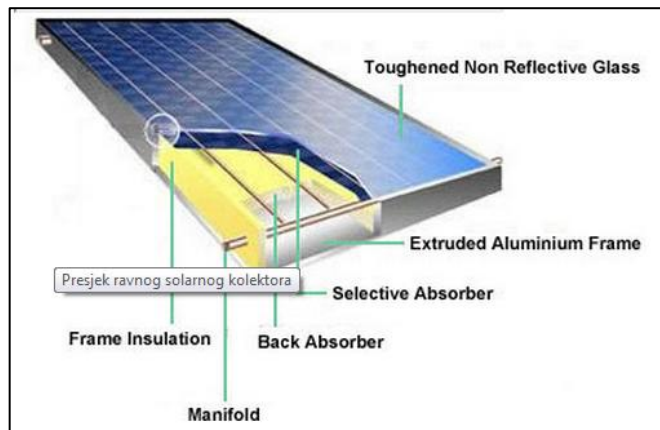 Toughened Non Reflective Glass
Extruded Aluminium Frame
Presjek ravnog solarnog kolektora
Selective Absorber
Frame Insulation
Back Absorber
Manifold